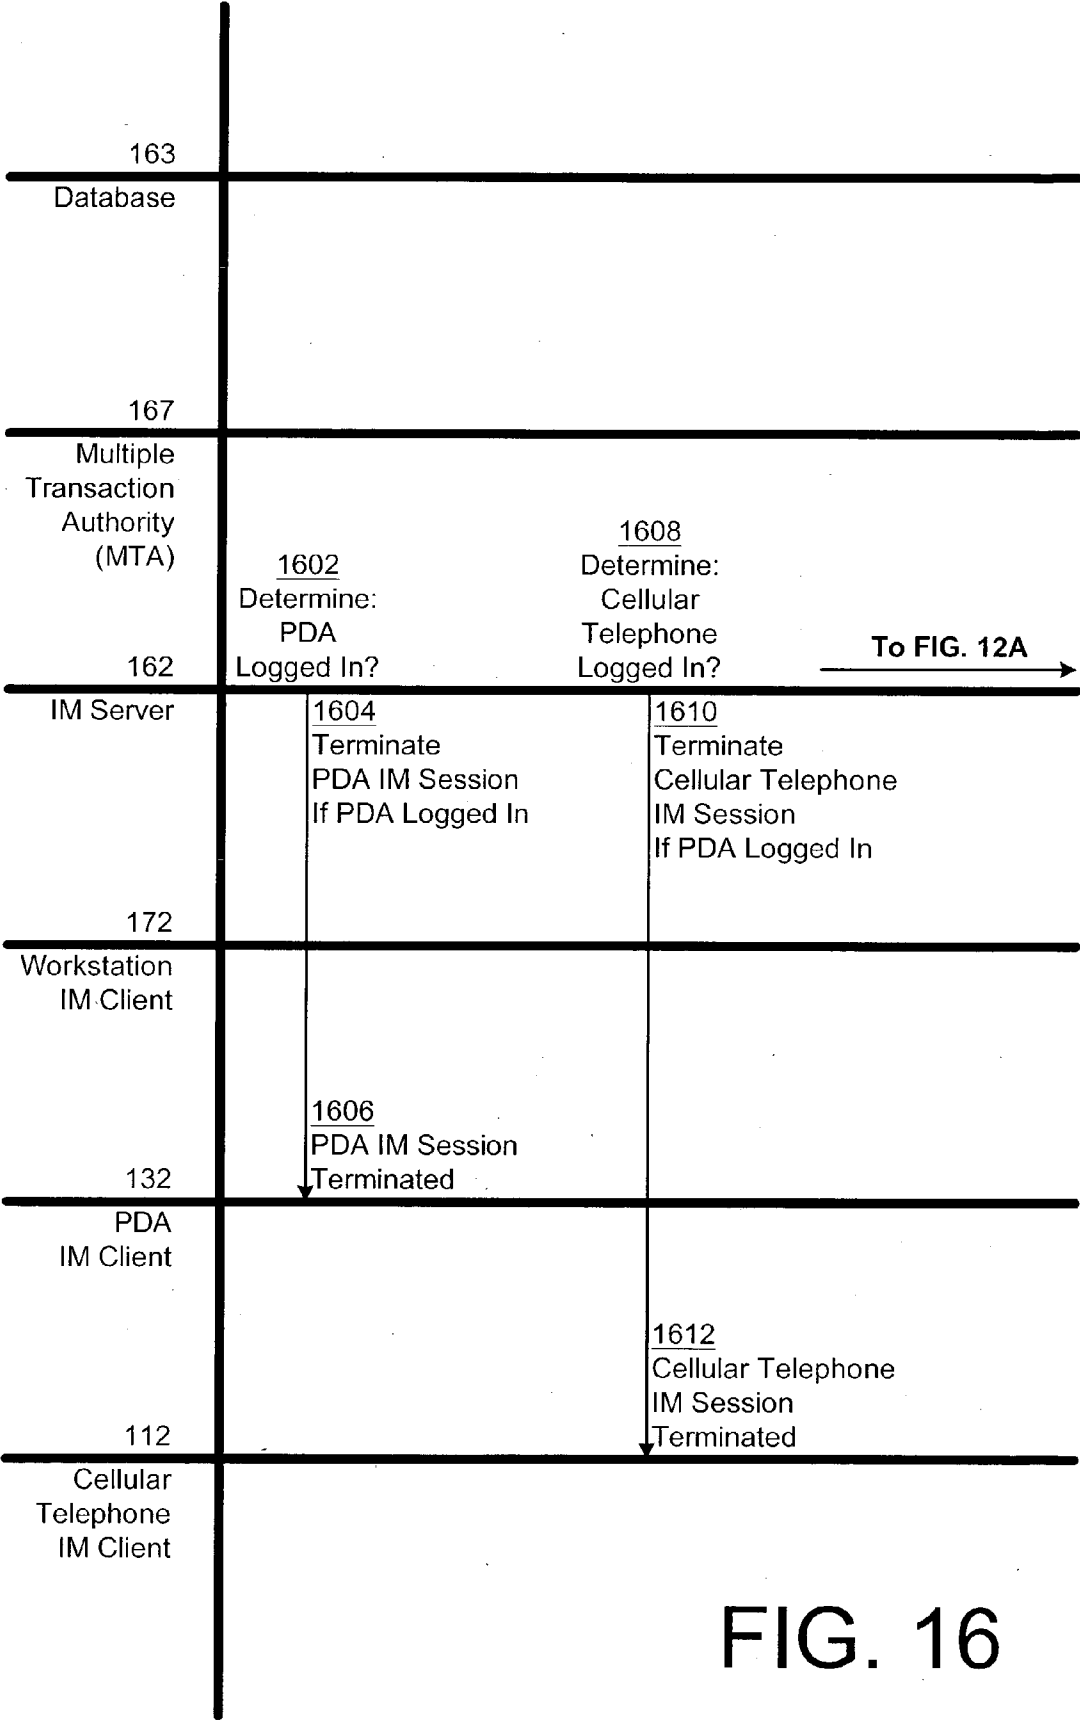 163
Database
167
Multiple
Transaction
Authority
(MTA)
1602
Determine:
PDA
Logged In?
1608
Determine:
Cellular
Telephone
Logged In?
To FIG. 12A
162
IM Server
1604
Terminate
PDA IM Session
If PDA Logged In
1610
Terminate
Cellular Telephone
IM Session
If PDA Logged In
172
Workstation
IM Client
1606
PDA IM Session
Terminated
132
PDA
IM Client
1612
Cellular Telephone
IM Session
Terminated
112
Cellular
Telephone
IM Client
FIG. 16